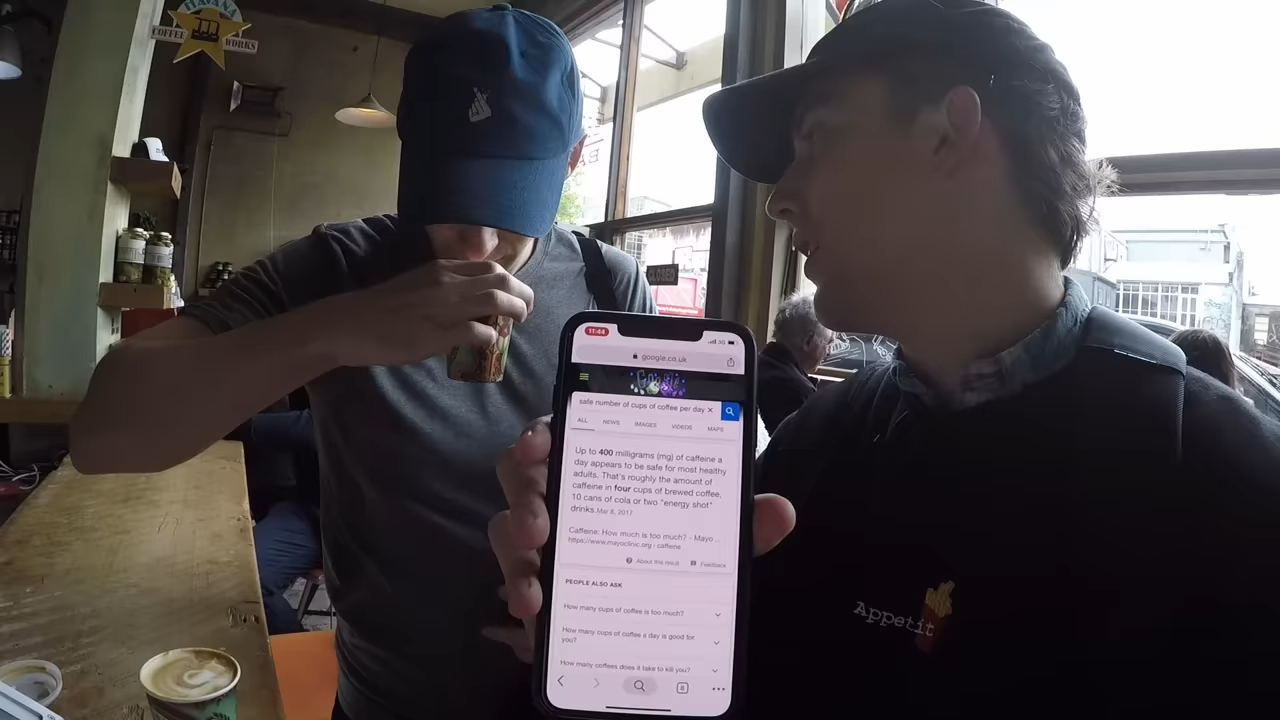 HAVANA
COFFEE WORKS
CLOSED
11:44
3G
google.co.uk
safe number of cups of coffee per day
ALL NEWS IMAGES VIDEOS MAPS
Up to 400 milligrams (mg) of caffeine a
day appears to be safe for most healthy
adults. That's roughly the amount of
caffeine in four cups of brewed coffee,
10 cans of cola or two "energy shot"
drinks. Mar 8, 2017
Caffeine: How much is too much? - Mayo ...
https://www.mayoclinic.org › caffeine
About this result Feedback
PEOPLE ALSO ASK
How many cups of coffee is too much?
How many cups of coffee a day is good for
you?
How many coffees does it take to kill you?
Appetit